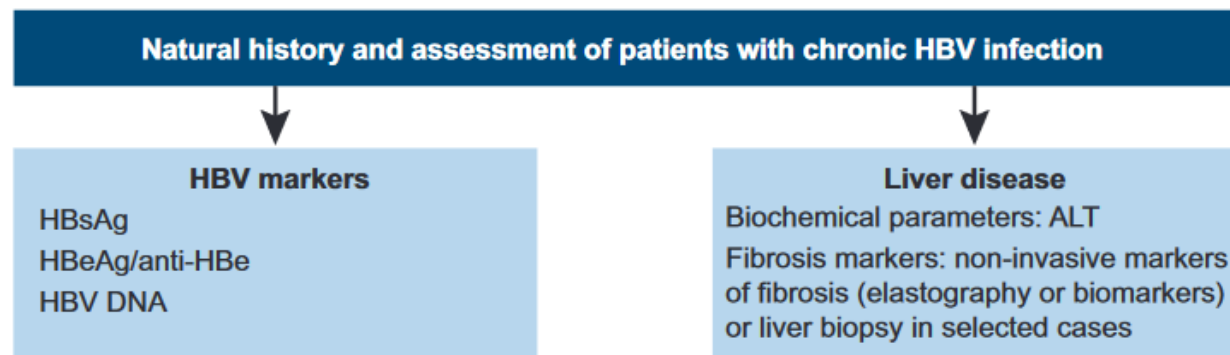 Natural history and assessment of patients with chronic HBV infection
HBV markers
HBsAg
HBeAg/anti-HBe
HBV DNA
Liver disease
Biochemical parameters: ALT
Fibrosis markers: non-invasive markers
of fibrosis (elastography or biomarkers)
or liver biopsy in selected cases